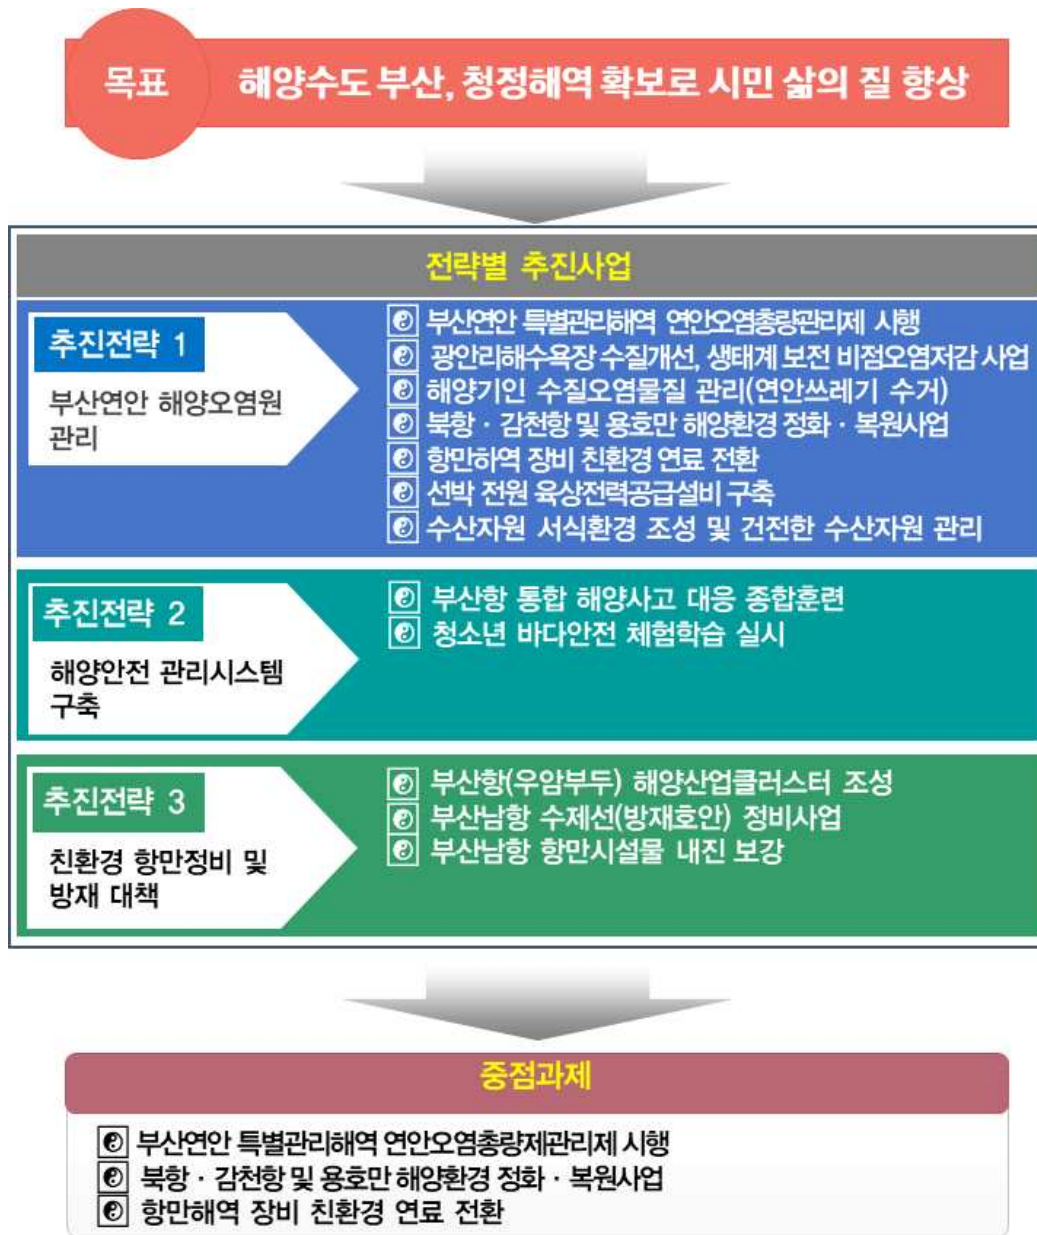 목표
해양수도 부산, 청정해역 확보로 시민 삶의 질 향상
전략별 추진사업
추진전략 1
부산연안 해양오염원
관리
부산연안 특별관리해역 연안오염총량관리제 시행
광안리해수욕장 수질개선, 생태계 보전 비점오염저감 사업
해양기인 수질오염물질 관리(연안쓰레기 수거)
북항 · 감천항 및 용호만 해양환경 정화 · 복원사업
항만하역 장비 친환경 연료 전환
선박 전원 육상전력공급설비 구축
수산자원 서식환경 조성 및 건전한 수산자원 관리
추진전략 2
해양안전 관리시스템
구축
부산항 통합 해양사고 대응 종합훈련
청소년 바다안전 체험학습 실시
추진전략 3
친환경 항만정비 및
방재 대책
부산항(우암부두) 해양산업클러스터 조성
부산남항 수제선(방재호안) 정비사업
부산남항 항만시설물 내진 보강
중점과제
부산연안 특별관리해역 연안오염총량제관리제 시행
북항 · 감천항 및 용호만 해양환경 정화 · 복원사업
항만해역 장비 친환경 연료 전환